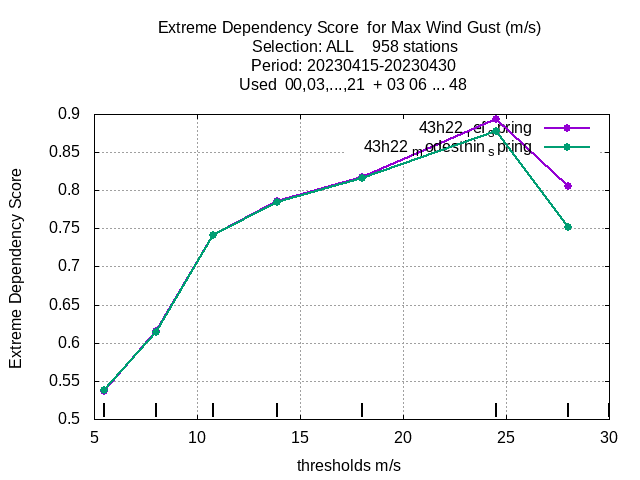 Extreme Dependency Score for Max Wind Gust (m/s)
Selection: ALL 958 stations
Period: 20230415-20230430
Used 00,03,...,21 + 03 06 ... 48
0.9
0.85
0.8
0.75
0.7
0.65
0.6
0.55
0.5
Extreme Dependency Score
43h22_ref_spring
43h22_modesthin_spring
5
10
15
20
25
30
thresholds m/s